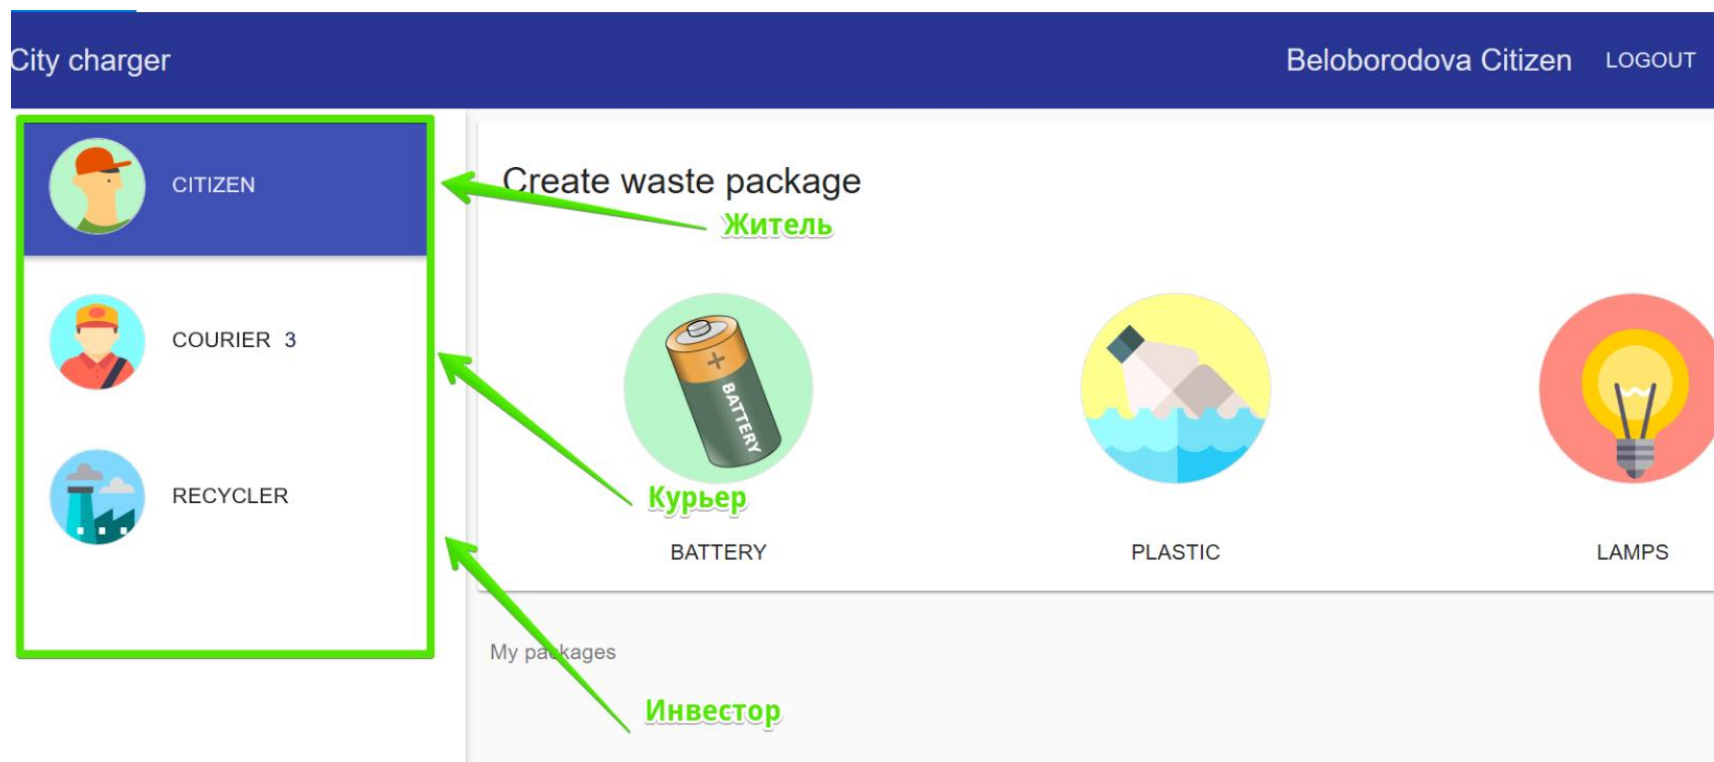 City charger
Beloborodova Citizen LOGOUT
CITIZEN
COURIER 3
RECYCLER
Create waste package
Житель
BATTERY
Курьер
BATTERY
PLASTIC
LAMPS
My packages
Инвестор